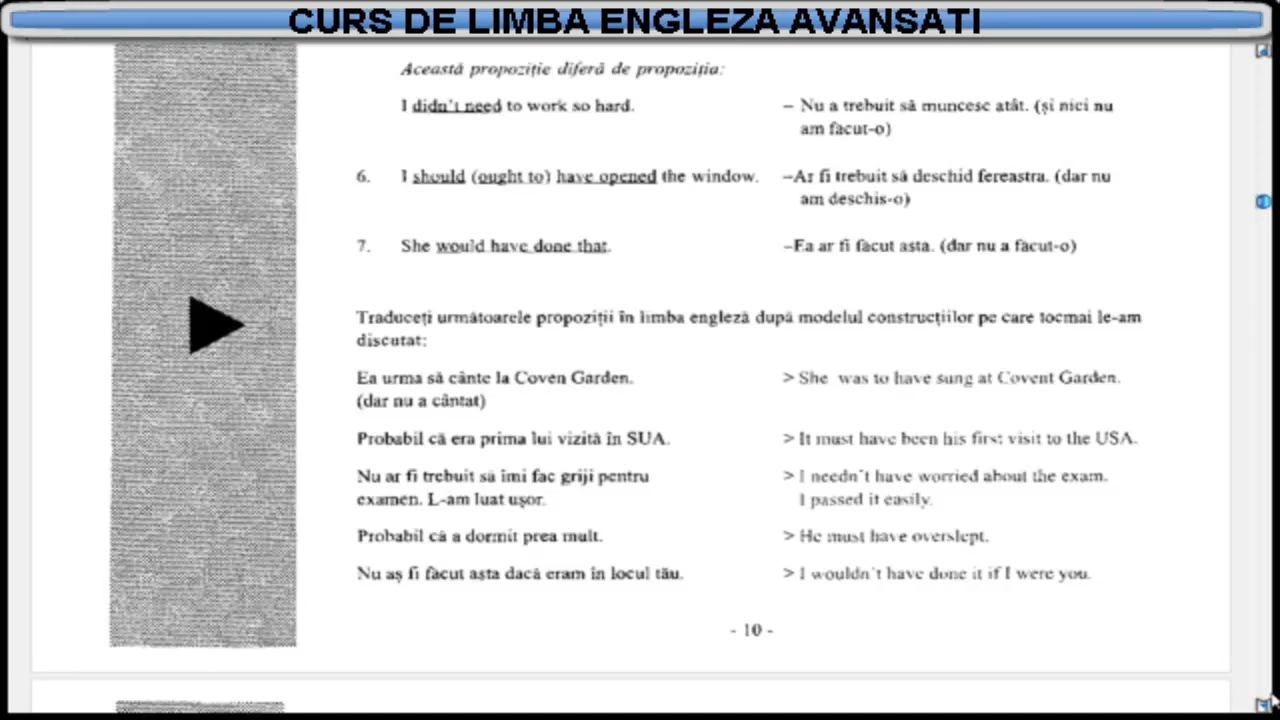 CURS DE LIMBA ENGLEZA AVANSATI
Această propoziție diferă de propoziția:
I didn't need to work so hard. – Nu a trebuit să muncesc atât. (și nici nu
am făcut-o)
6. I should (ought to) have opened the window. –Ar fi trebuit să deschid fereastra. (dar nu
am deschis-o)
7. She would have done that. –Ea ar fi făcut asta. (dar nu a făcut-o)
Traduceți următoarele propoziții în limba engleză după modelul construcțiilor pe care tocmai le-am
discutat:
Ea urma să cânte la Coven Garden. > She was to have sung at Covent Garden.
(dar nu a cântat)
Probabil că era prima lui vizită în SUA. > It must have been his first visit to the USA.
Nu ar fi trebuit să îmi fac griji pentru > I needn't have worried about the exam.
examen. L-am luat ușor. I passed it easily.
Probabil că a dormit prea mult. > He must have overslept.
Nu aș fi făcut asta dacă eram în locul tău. > I wouldn't have done it if I were you.
- 10 -